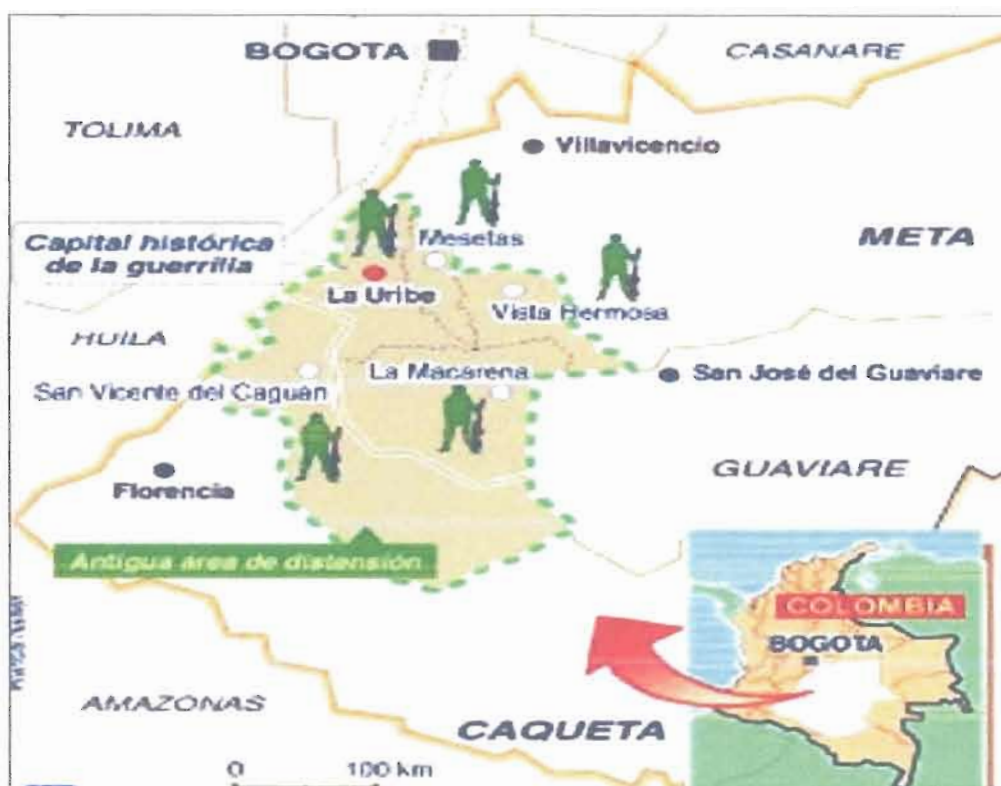 BOGOTA
CASANARE
TOLIMA
Villavicencio
Mesetas
META
Capital histórica
de la guerrilla
La Uribe
Vista Hermosa
HUILA
La Macarena
San José del Guaviare
San Vicente del Caguán
GUAVIARE
Florencia
Antigua área de distensión
COLOMBIA
BOGOTA
AMAZONAS
CAQUETA
0 100 km